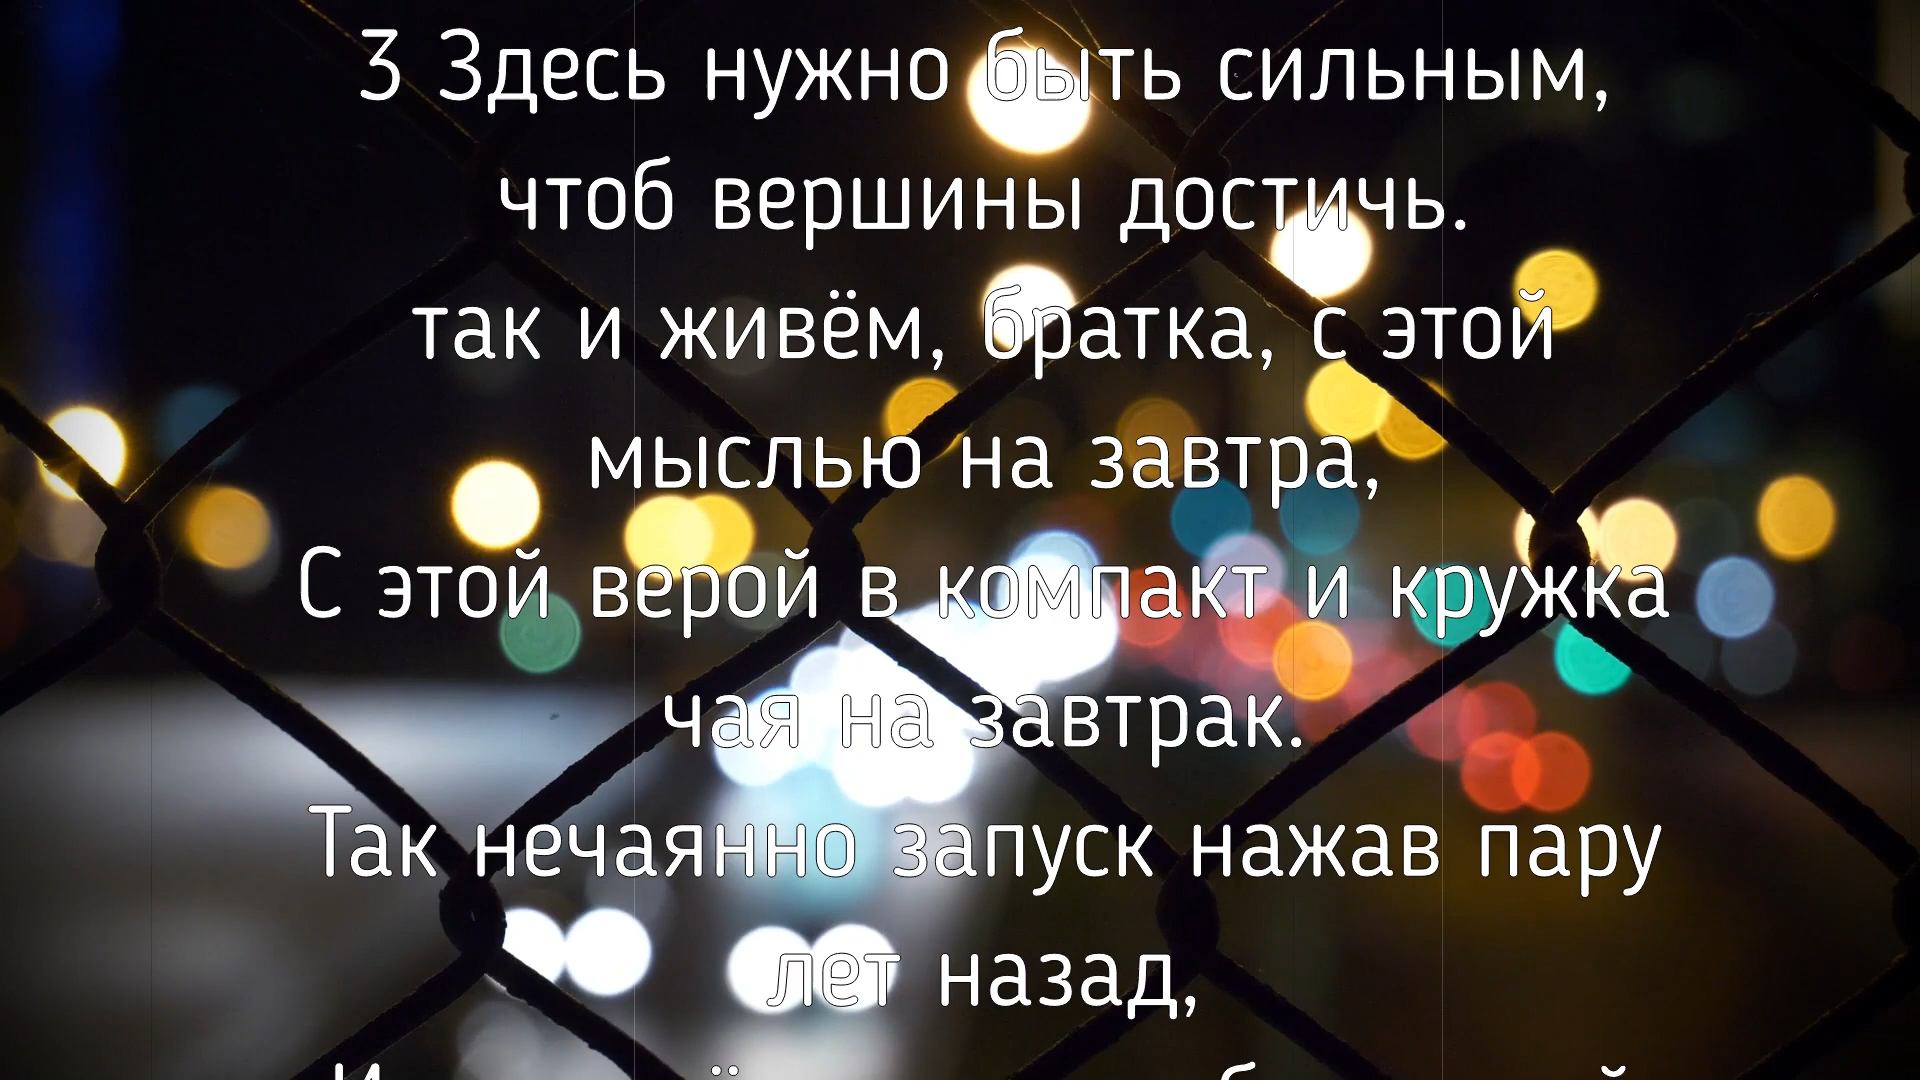 3 Здесь нужно быть сильным,
чтоб вершины достичь.
так и живём, братка, с этой
мыслью на завтра,
С этой верой в компакт и кружка
чая на завтрак.
Так нечаянно запуск нажав пару
лет назад,